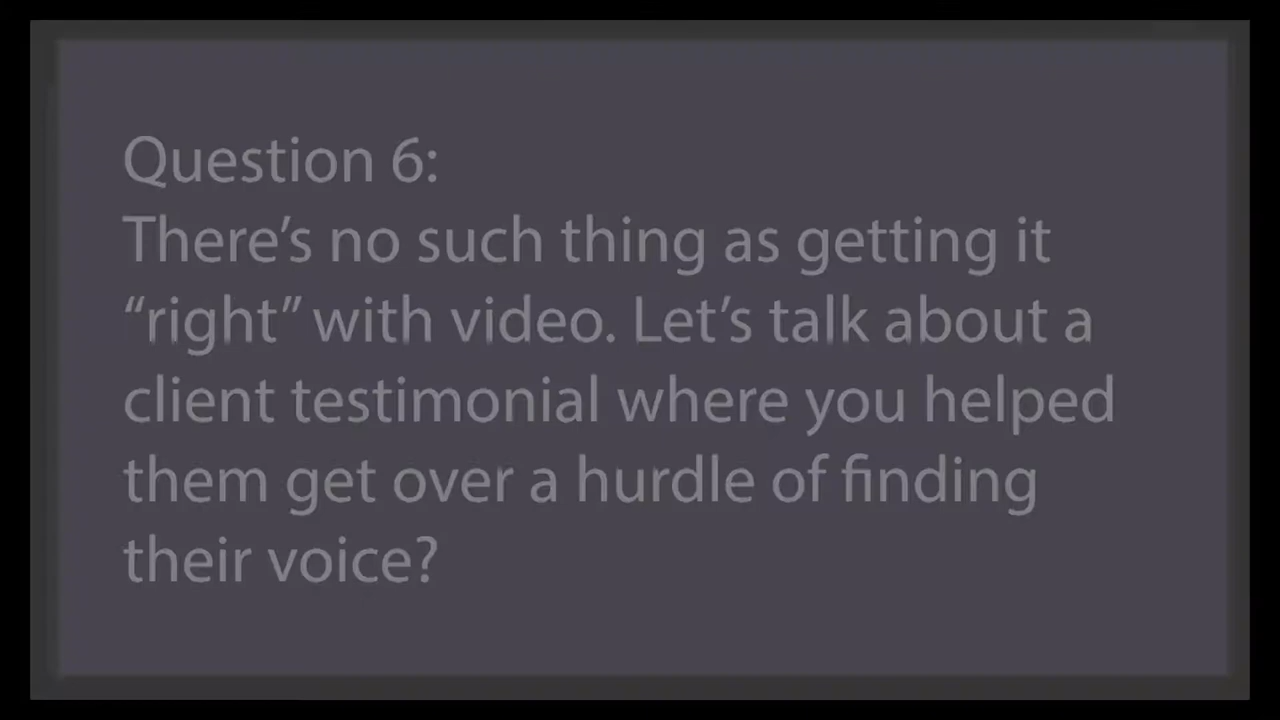 Question 6:
There’s no such thing as getting it
“right” with video. Let’s talk about a
client testimonial where you helped
them get over a hurdle of finding
their voice?